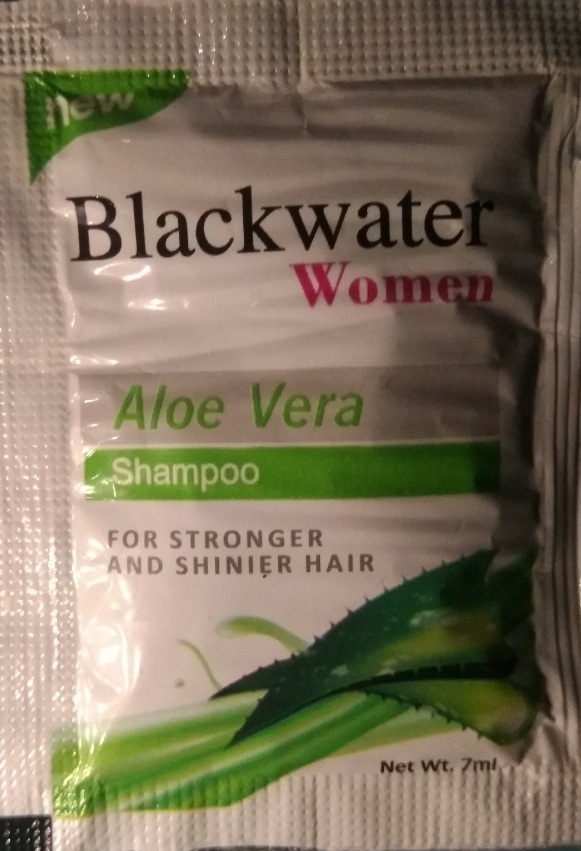 new
Blackwater
Women
Aloe Vera
Shampoo
FOR STRONGER
AND SHINIER HAIR
Net Wt. 7ml